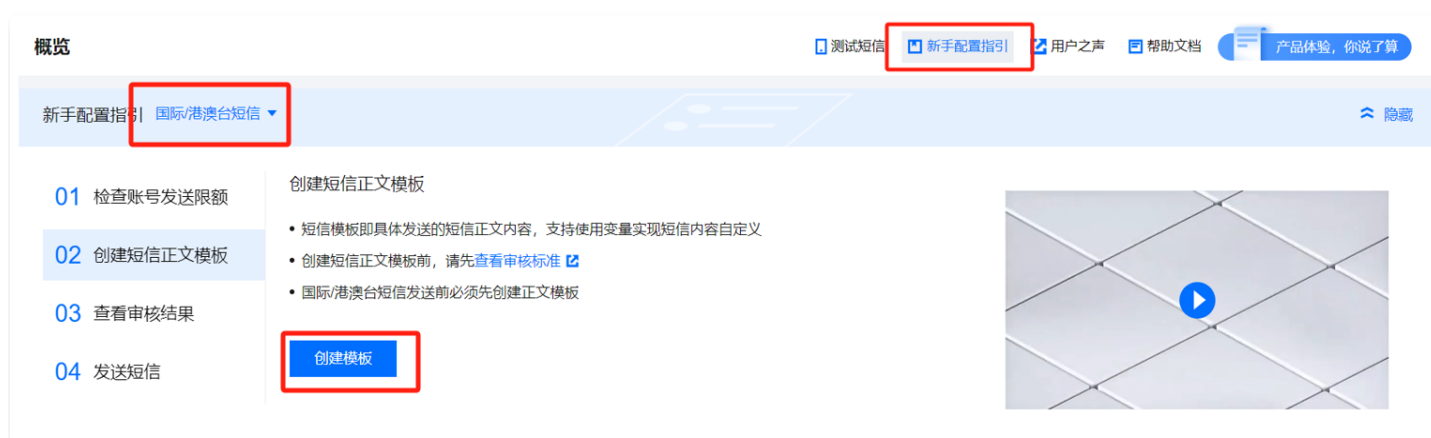 概览
测试短信
新手配置指引
用户之声
帮助文档
产品体验，你说了算
新手配置指引 国际/港澳台短信
隐藏
01 检查账号发送限额
02 创建短信正文模板
03 查看审核结果
04 发送短信
创建短信正文模板
• 短信模板即具体发送的短信正文内容，支持使用变量实现短信内容自定义
• 创建短信正文模板前，请先查看审核标准
• 国际/港澳台短信发送前必须先创建正文模板
创建模板